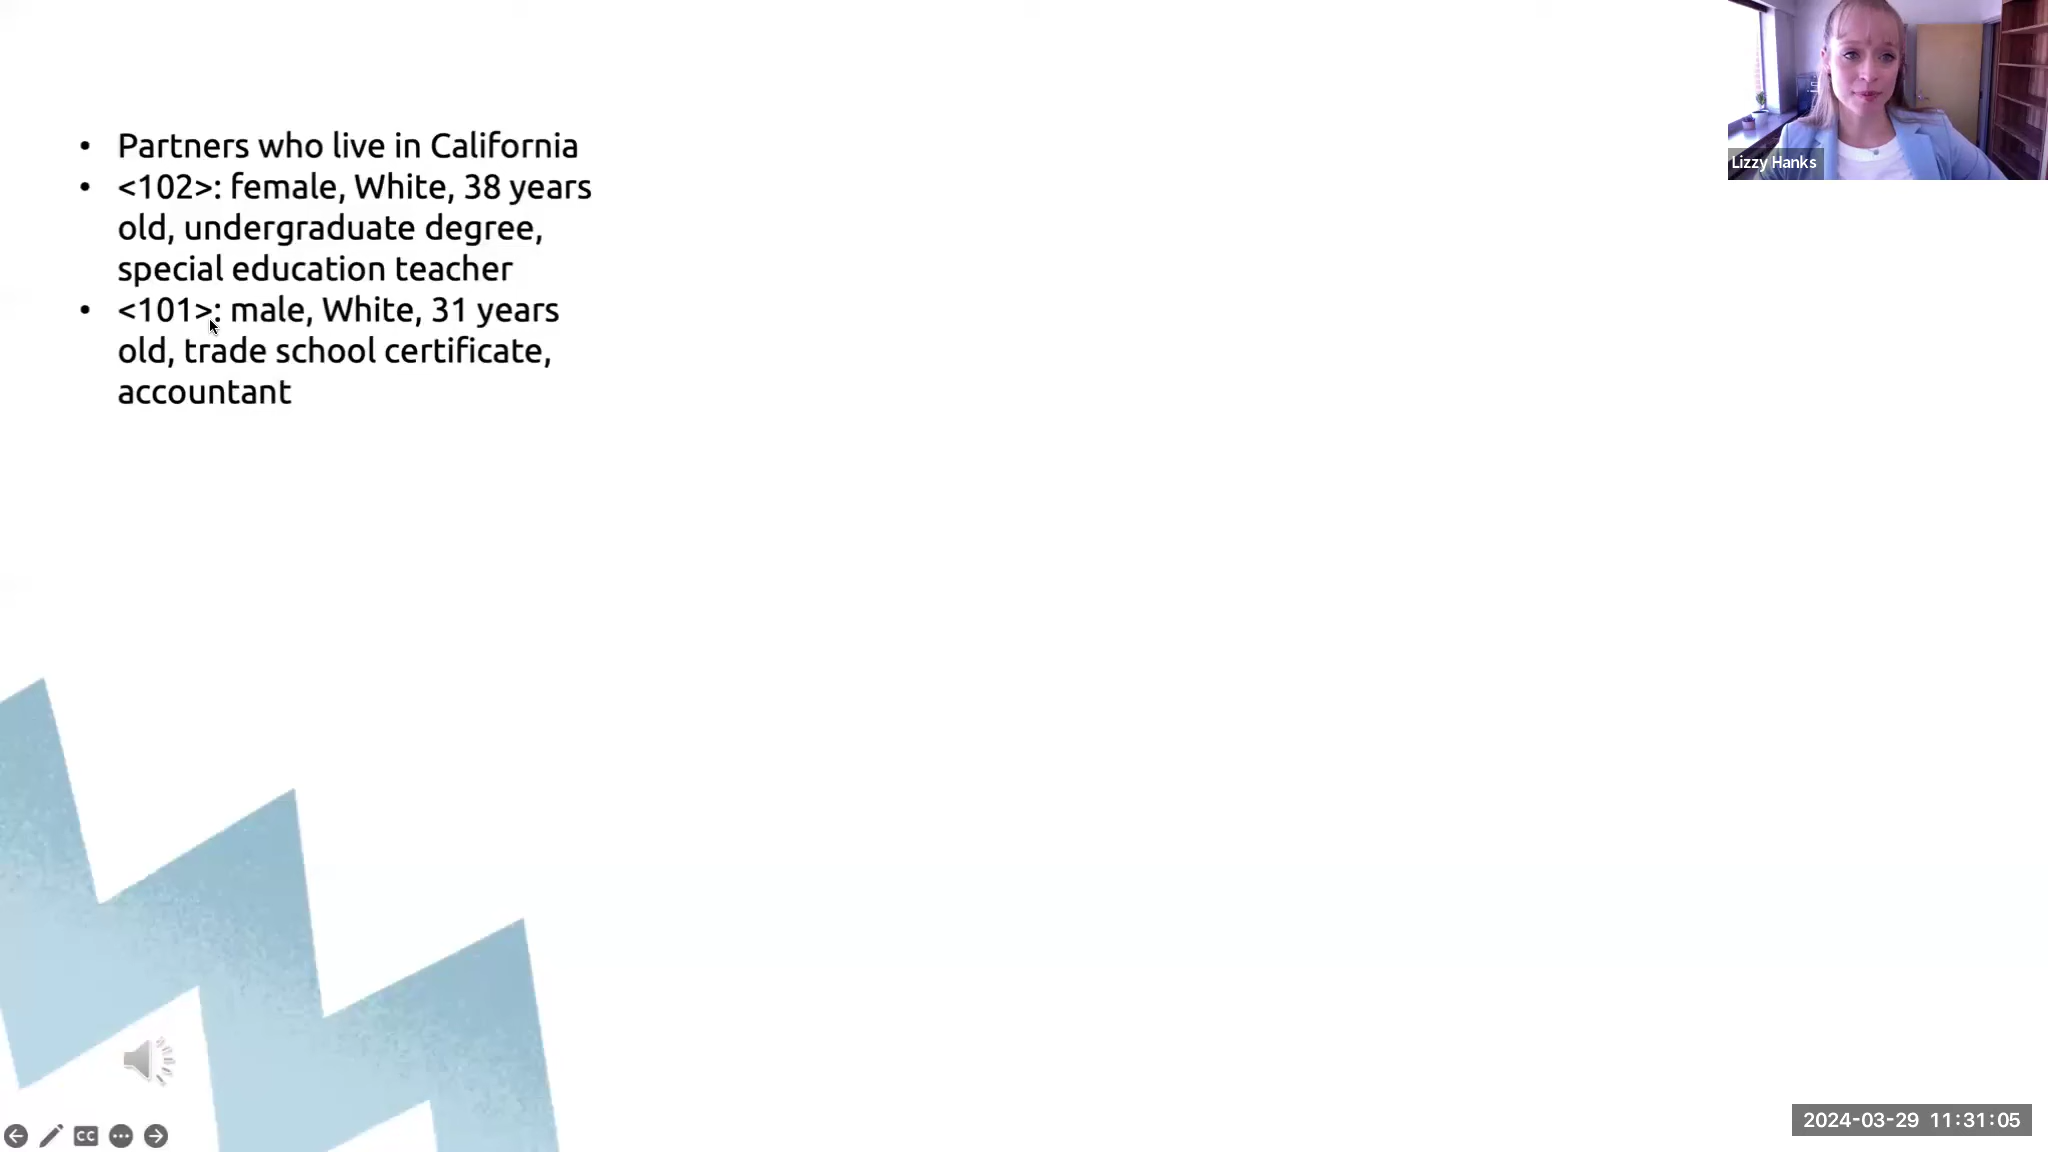 Partners who live in California
<102>: female, White, 38 years
old, undergraduate degree,
special education teacher
<101>: male, White, 31 years
old, trade school certificate,
accountant
Lizzy Hanks
CC
2024-03-29 11:31:05